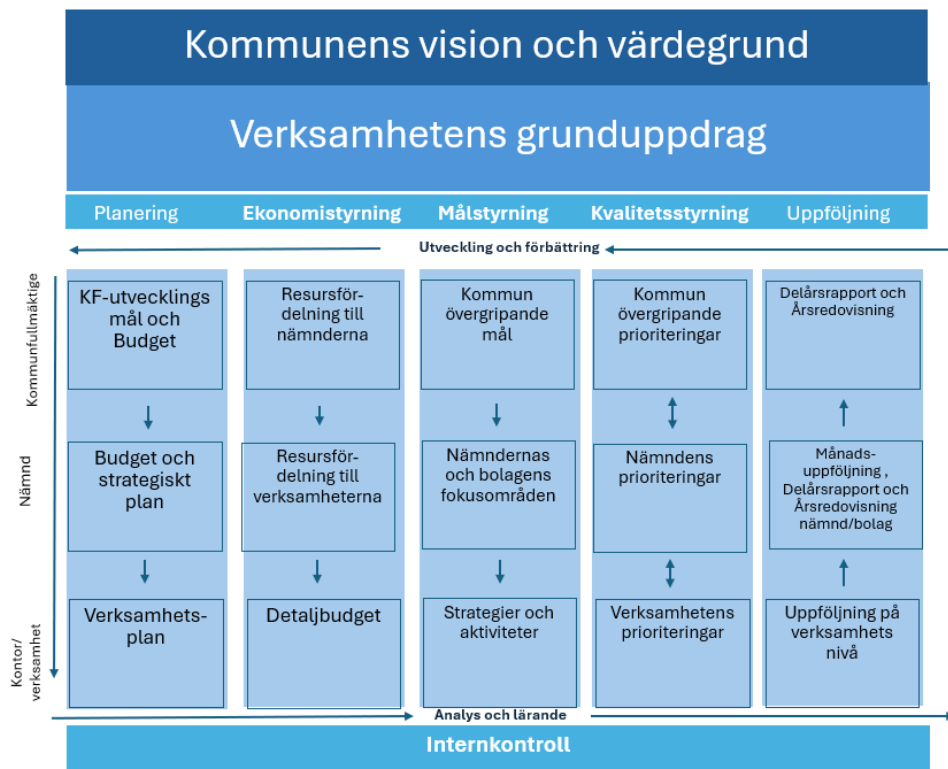 Kommunens vision och värdegrund
Verksamhetens grunduppdrag
Planering
Ekonomistyrning
Målstyrning
Kvalitetsstyrning
Uppföljning
Utveckling och förbättring
Kommunfullmäktige
KF-utvecklings
mål och
Budget
Resursför-
delning till
nämnderna
Kommun
övergripande
mål
Kommun
övergripande
prioriteringar
Delårsrapport och
Årsredovisning
Nämnd
Budget och
strategiskt
plan
Resursför-
delning till
verksamheterna
Nämndernas
och bolagens
fokusområden
Nämndens
prioriteringar
Månads-
uppföljning ,
Delårsrapport och
Årsredovisning
nämnd/bolag
Kontor/
verksamhet
Verksamhets-
plan
Detaljbudget
Strategier och
aktiviteter
Verksamhetens
prioriteringar
Uppföljning på
verksamhets
nivå
Analys och lärande
Internkontroll